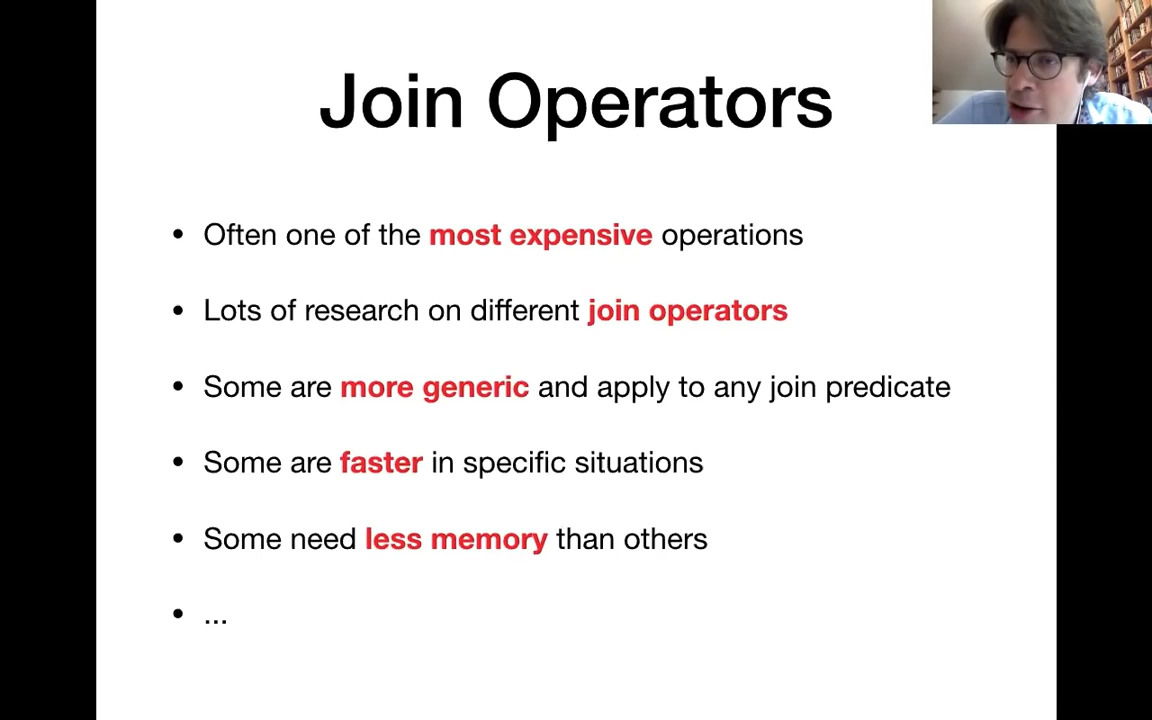 Join Operators
• Often one of the most expensive operations
• Lots of research on different join operators
• Some are more generic and apply to any join predicate
• Some are faster in specific situations
• Some need less memory than others
• ...